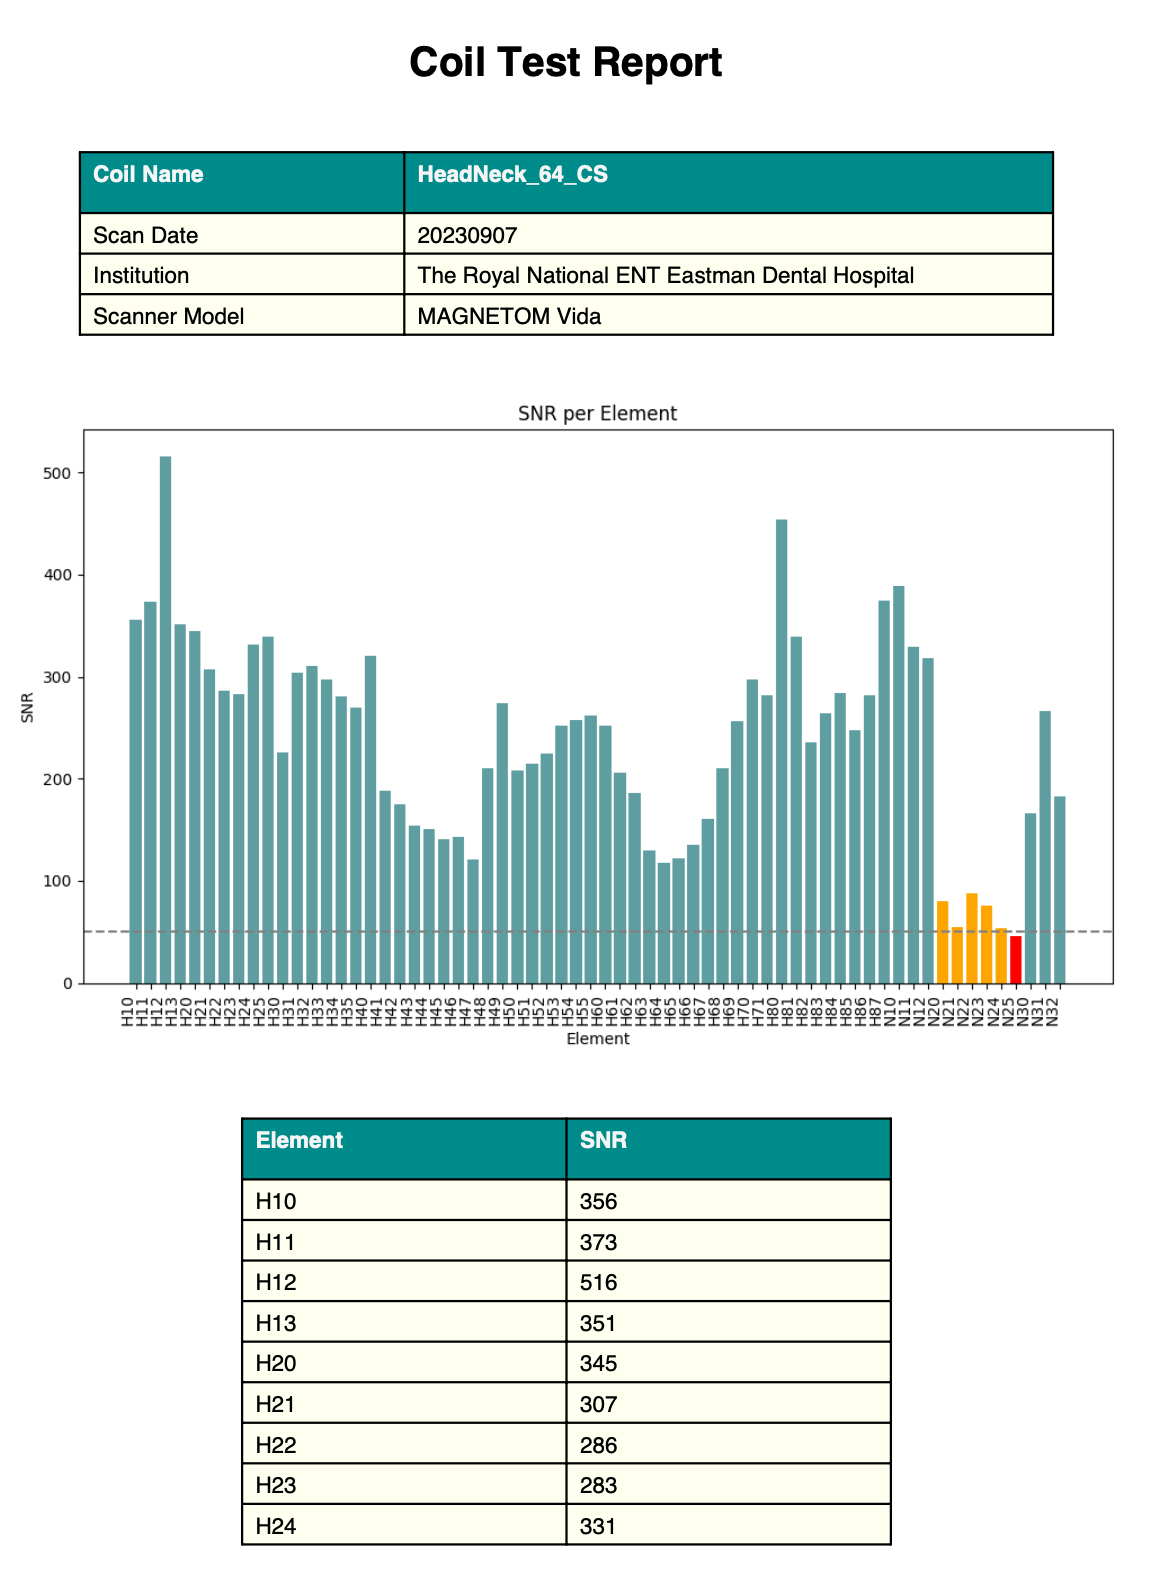 Coil Test Report
Coil Name HeadNeck_64_CS
Scan Date 20230907
Institution The Royal National ENT Eastman Dental Hospital
Scanner Model MAGNETOM Vida
SNR per Element
500
400
300
200
100
0
SNR
H10 H11 H12 H13 H20 H21 H22 H23 H24 H25 H30 H31 H32 H33 H34 H35 H40 H41 H42 H43 H44 H45 H46 H47 H48 H49 H50 H51 H52 H53 H54 H55 H60 H61 H62 H63 H64 H65 H66 H67 H68 H69 H70 H71 H80 H81 H82 H83 H84 H85 H86 H87 N10 N11 N12 N20 N21 N22 N23 N24 N25 N30 N31 N32
Element
Element SNR
H10 356
H11 373
H12 516
H13 351
H20 345
H21 307
H22 286
H23 283
H24 331